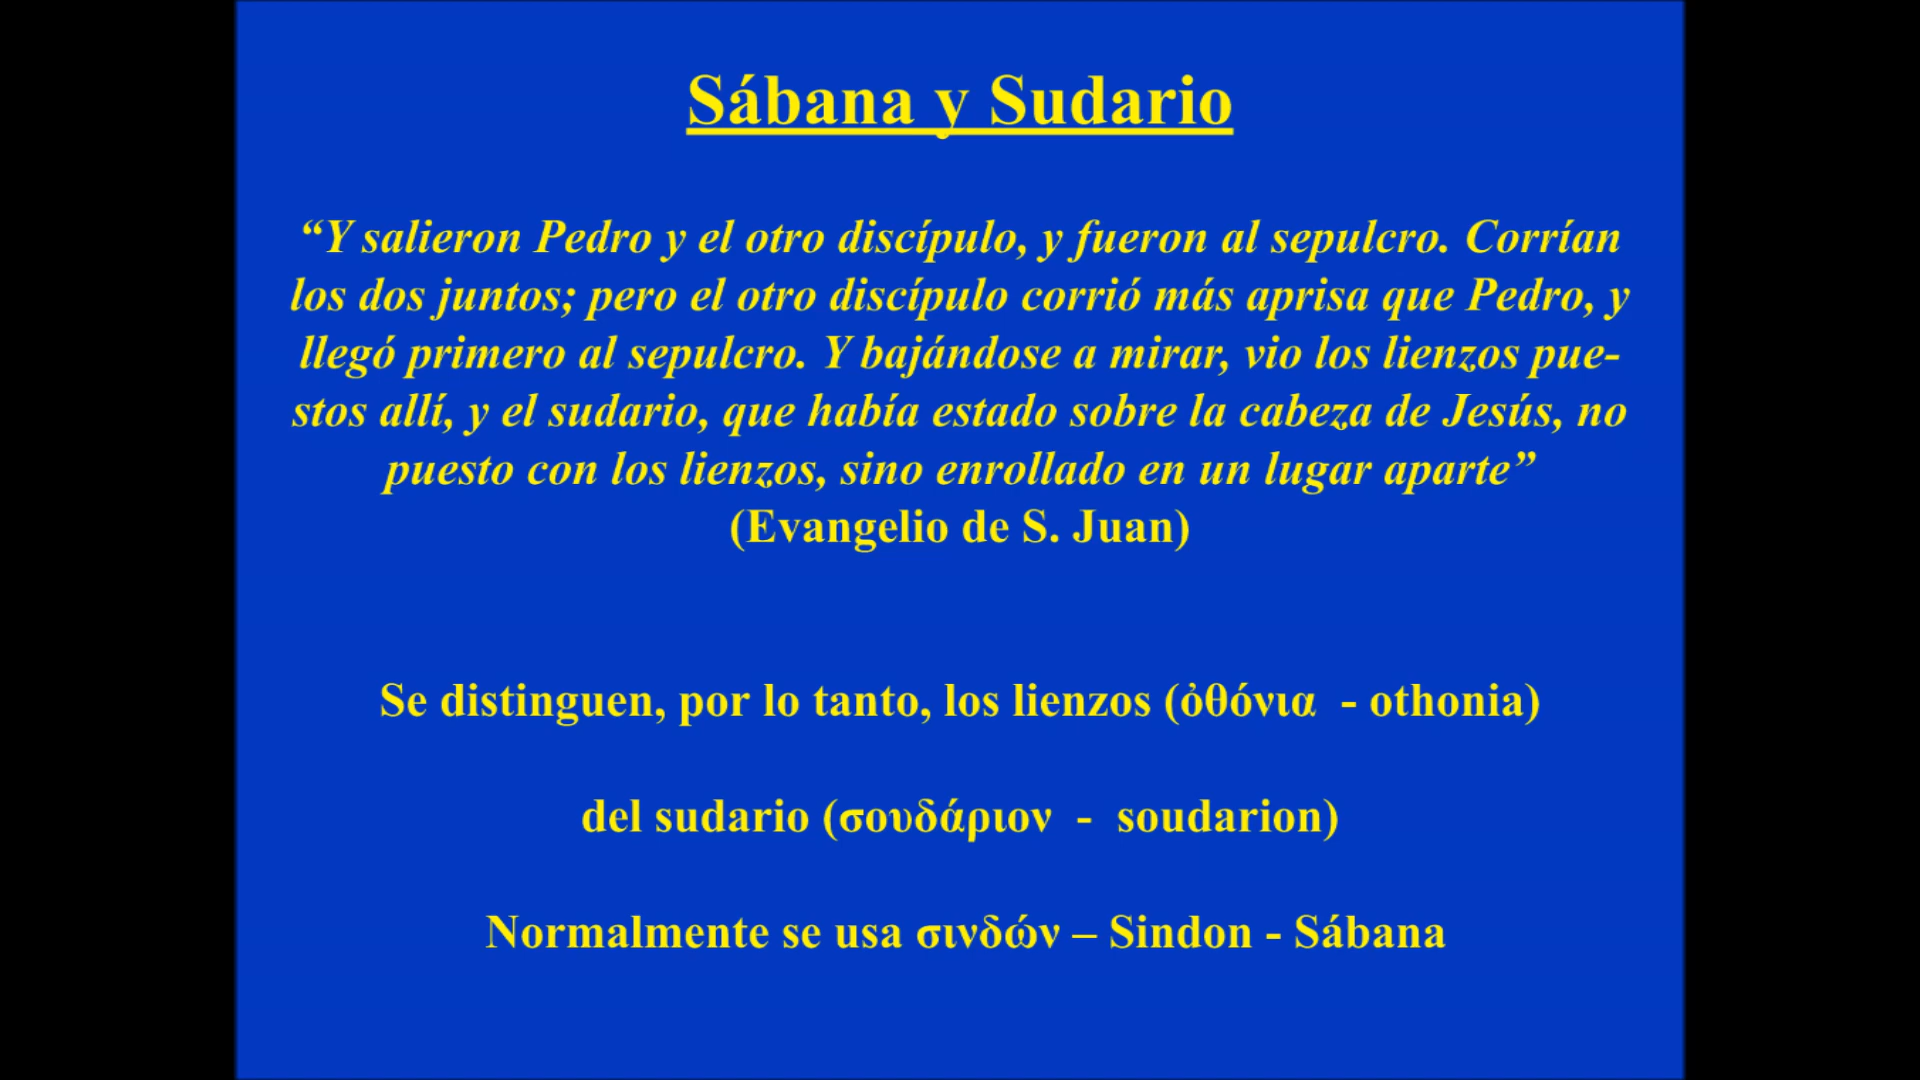 Sábana y Sudario
“Y salieron Pedro y el otro discípulo, y fueron al sepulcro. Corrían
los dos juntos; pero el otro discípulo corrió más aprisa que Pedro, y
llegó primero al sepulcro. Y bajándose a mirar, vio los lienzos pue-
stos allí, y el sudario, que había estado sobre la cabeza de Jesús, no
puesto con los lienzos, sino enrollado en un lugar aparte”
(Evangelio de S. Juan)
Se distinguen, por lo tanto, los lienzos (ὀθόνια - othonia)
del sudario (σουδάριον - soudarion)
Normalmente se usa σινδών – Sindon - Sábana